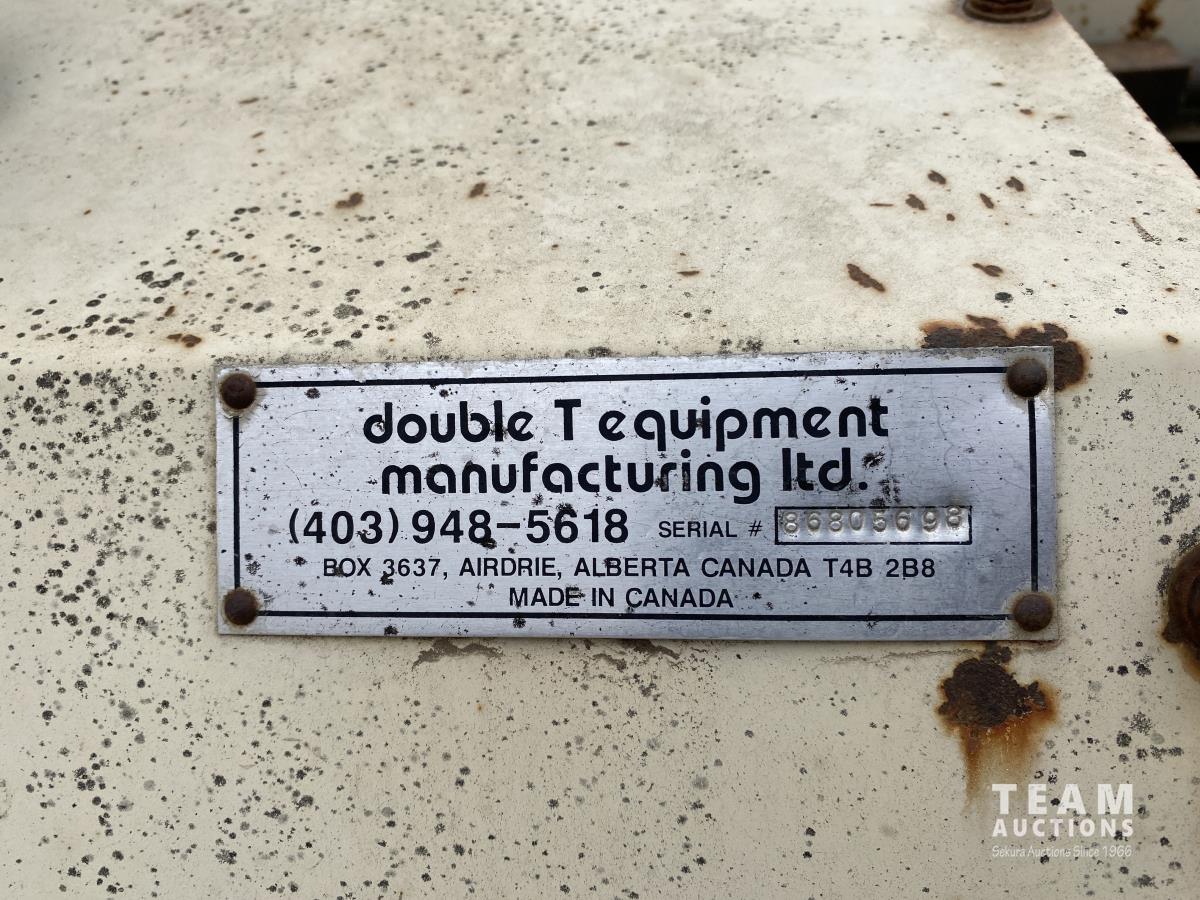 double T equipment
manufacturing ltd.
(403) 948-5618 SERIAL # 86805698
BOX 3637, AIRDRIE, ALBERTA CANADA T4B 2B8
MADE IN CANADA
TEAM
AUCTIONS
Sekura Auctions Since 1966